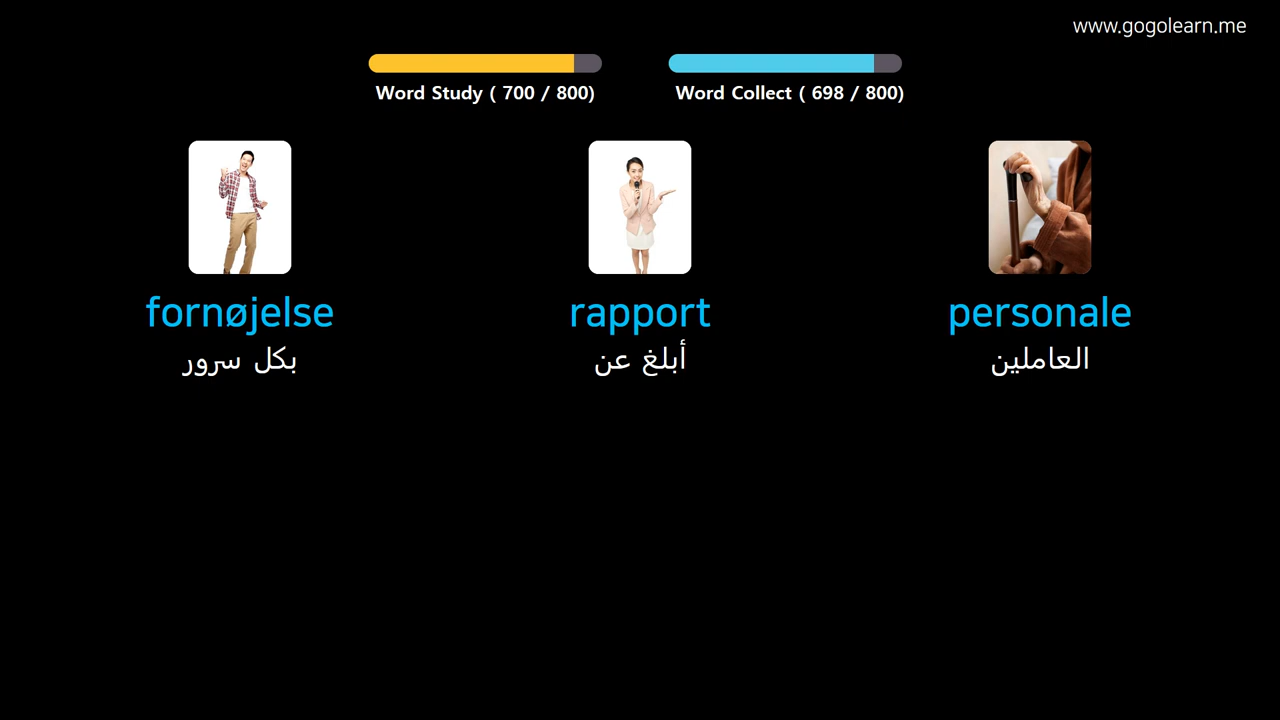 www.gogolearn.me
Word Study ( 700 / 800)
Word Collect ( 698 / 800)
fornøjelse
rapport
personale
بكل سرور
أبلغ عن
العاملين